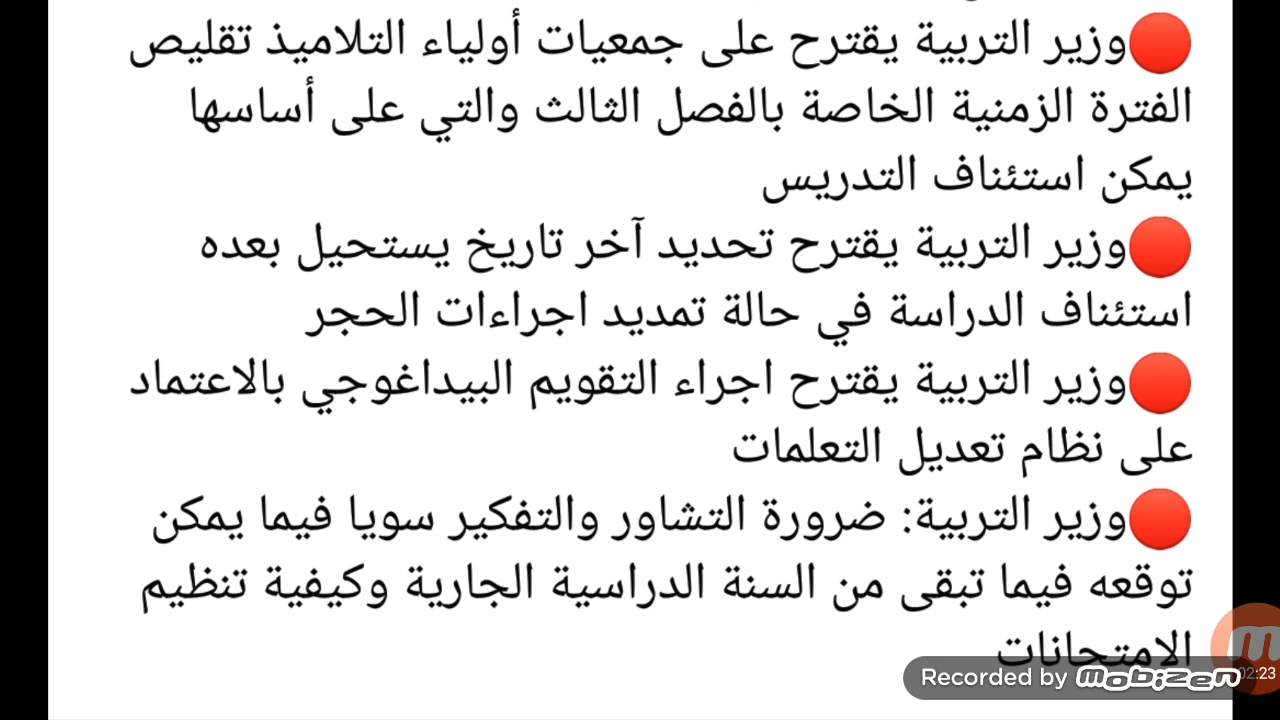 🔴وزير التربية يقترح على جمعيات أولياء التلاميذ تقليص
الفترة الزمنية الخاصة بالفصل الثالث والتي على أساسها
يمكن استئناف التدريس
🔴وزير التربية يقترح تحديد آخر تاريخ يستحيل بعده
استئناف الدراسة في حالة تمديد اجراءات الحجر
🔴وزير التربية يقترح اجراء التقويم البيداغوجي بالاعتماد
على نظام تعديل التعلمات
🔴وزير التربية: ضرورة التشاور والتفكير سويا فيما يمكن
توقعه فيما تبقى من السنة الدراسية الجارية وكيفية تنظيم
الامتحانات
Recorded by mobizen
02:23